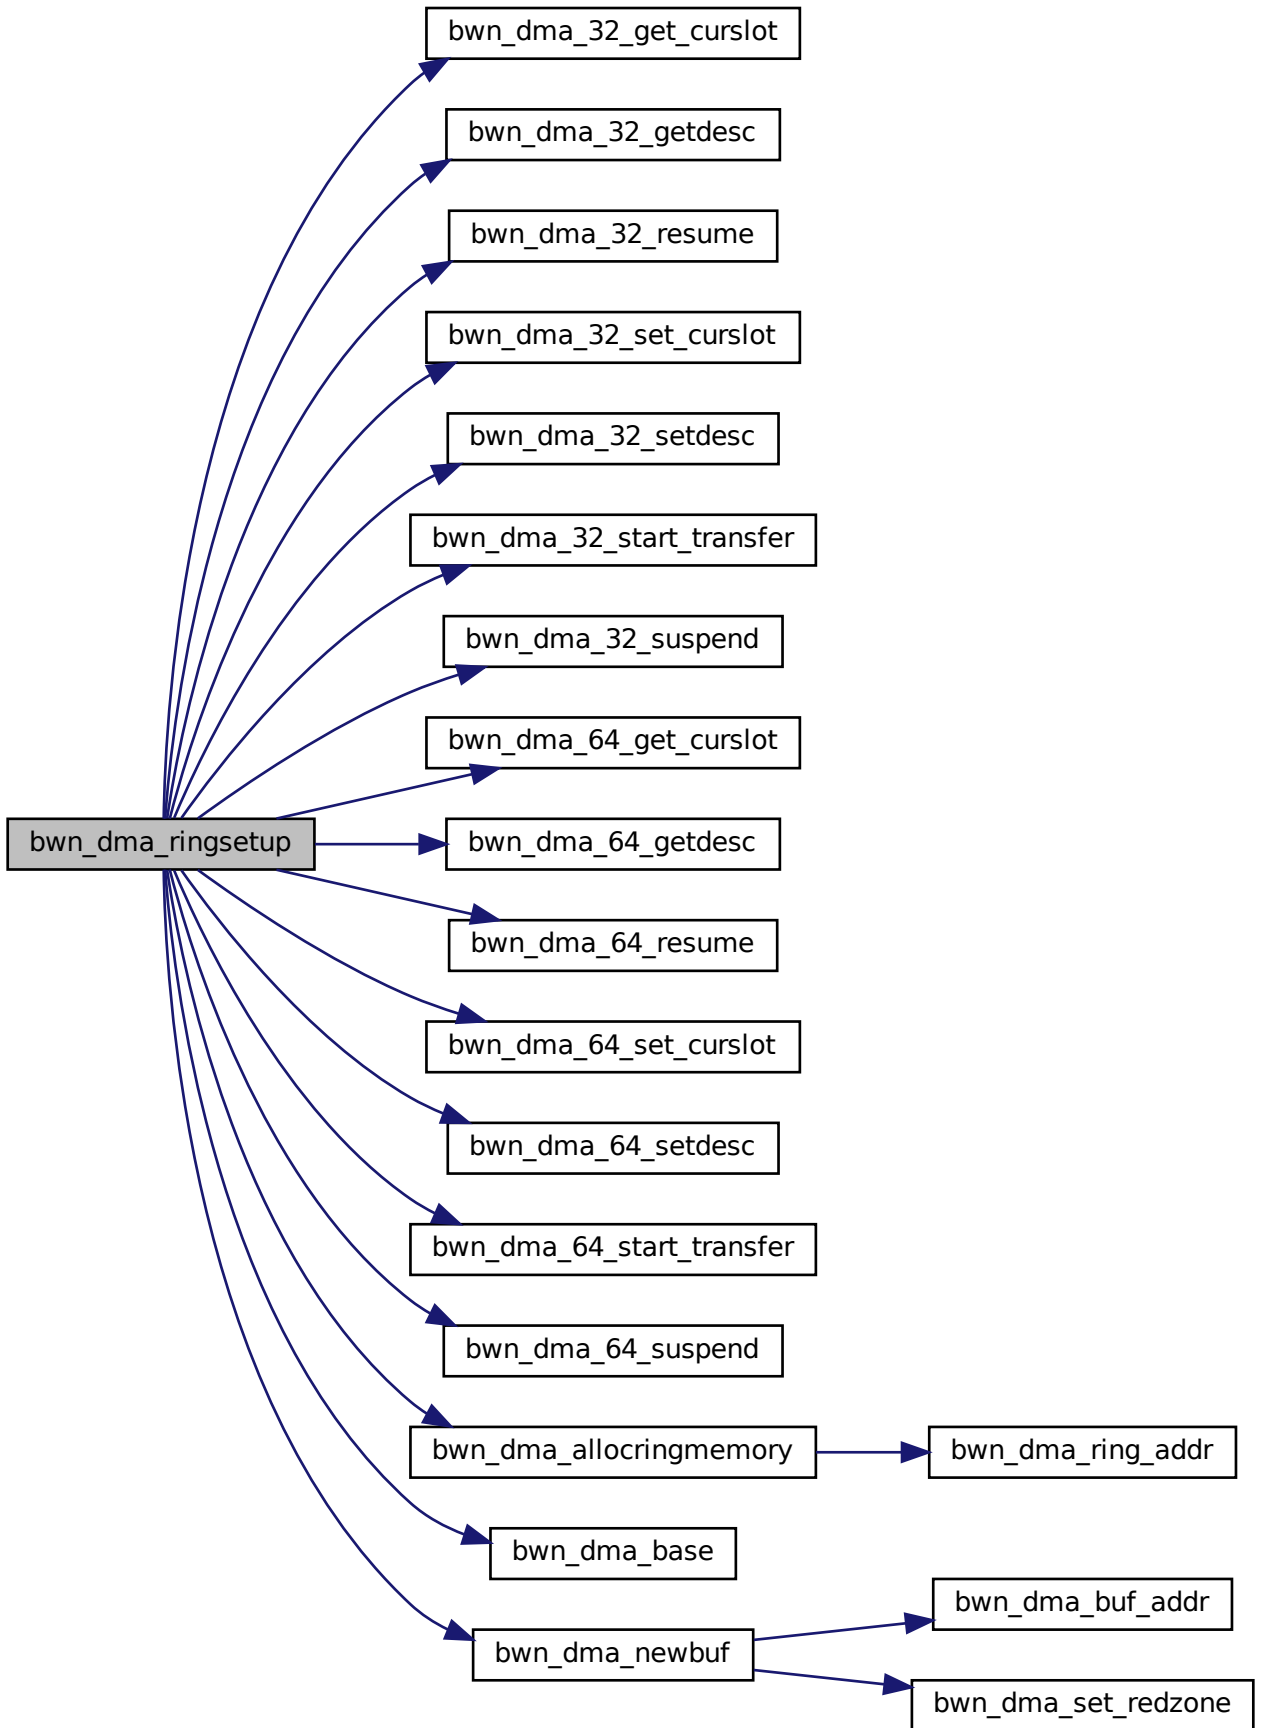 bwn_dma_32_get_curslot
bwn_dma_32_getdesc
bwn_dma_32_resume
bwn_dma_32_set_curslot
bwn_dma_32_setdesc
bwn_dma_32_start_transfer
bwn_dma_32_suspend
bwn_dma_64_get_curslot
bwn_dma_ringsetup
bwn_dma_64_getdesc
bwn_dma_64_resume
bwn_dma_64_set_curslot
bwn_dma_64_setdesc
bwn_dma_64_start_transfer
bwn_dma_64_suspend
bwn_dma_allocringmemory
bwn_dma_ring_addr
bwn_dma_base
bwn_dma_newbuf
bwn_dma_buf_addr
bwn_dma_set_redzone